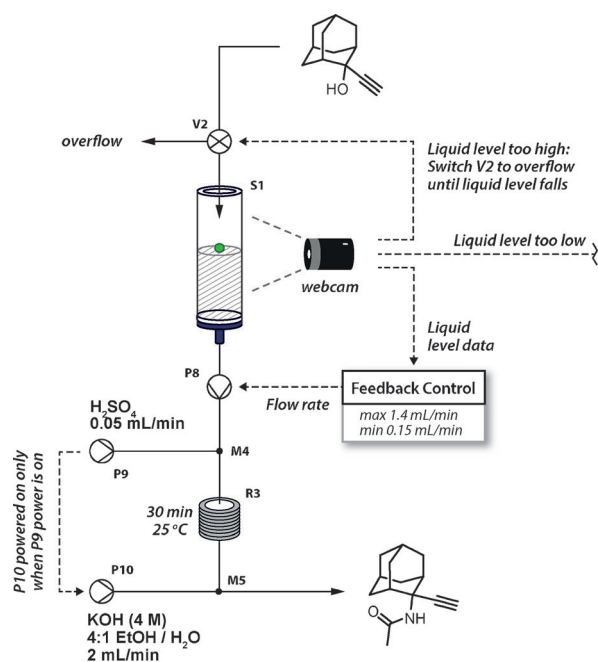 HO
V2
overflow
S1
Liquid level too high:
Switch V2 to overflow
until liquid level falls
Liquid level too low
webcam
Liquid
level data
P8
Flow rate
Feedback Control
max 1.4 mL/min
min 0.15 mL/min
H2SO4
0.05 mL/min
P9
M4
R3
30 min
25 °C
P10 powered on only
when P9 power is on
P10
M5
KOH (4 M)
4:1 EtOH / H2O
2 mL/min
O
NH